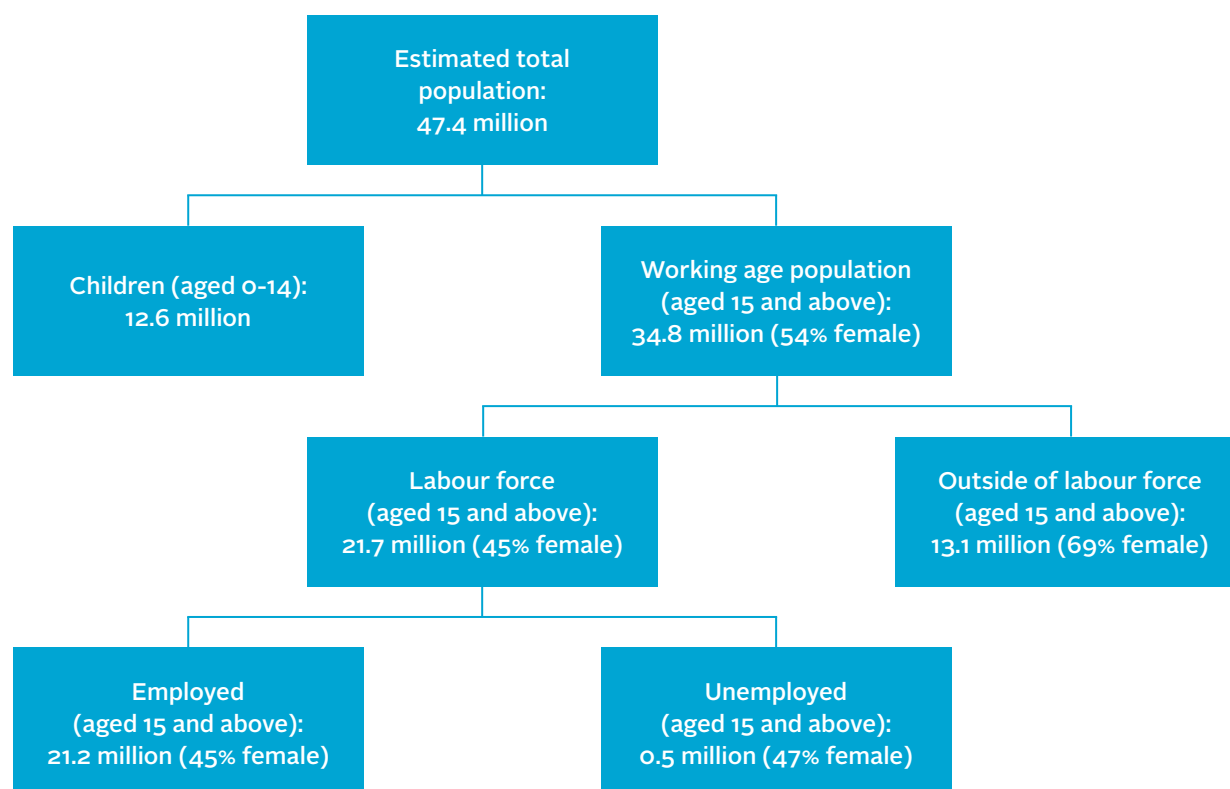 Estimated total
population:
47.4 million
Children (aged 0-14):
12.6 million
Working age population
(aged 15 and above):
34.8 million (54% female)
Labour force
(aged 15 and above):
21.7 million (45% female)
Outside of labour force
(aged 15 and above):
13.1 million (69% female)
Employed
(aged 15 and above):
21.2 million (45% female)
Unemployed
(aged 15 and above):
0.5 million (47% female)